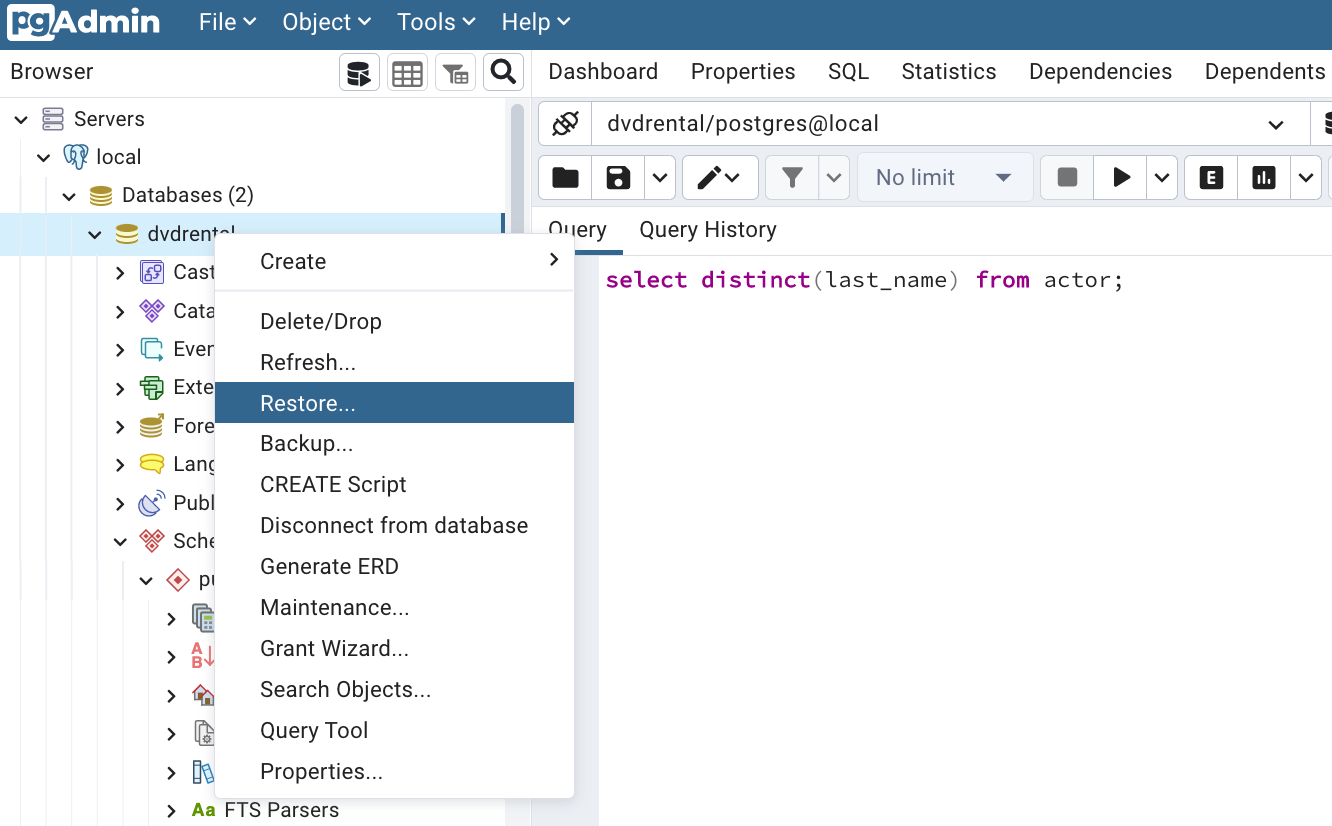 pgAdmin File Object Tools Help
Browser
Dashboard Properties SQL Statistics Dependencies Dependents
Servers
dvdrental/postgres@local
local
No limit
E
Databases (2)
dvdrental
Query Query History
Create
select distinct(last_name) from actor;
Cast
Cata
Delete/Drop
Even
Refresh...
Exte
Restore...
Fore
Backup...
Lang
CREATE Script
Publ
Disconnect from database
Sche
Generate ERD
pu
Maintenance...
Grant Wizard...
AB
Search Objects...
Query Tool
Properties...
Aa FTS Parsers